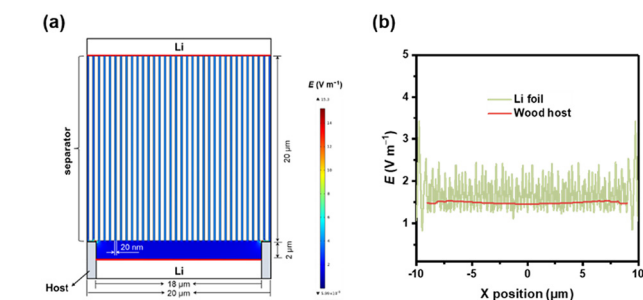 (a)
Li
separator
20 μm
20 nm
2 μm
Host
Li
18 μm
20 μm
E (V m⁻¹)
(b)
5
4
3
2
1
E (V m⁻¹)
Li foil
Wood host
-10
-5
0
5
10
X position (μm)